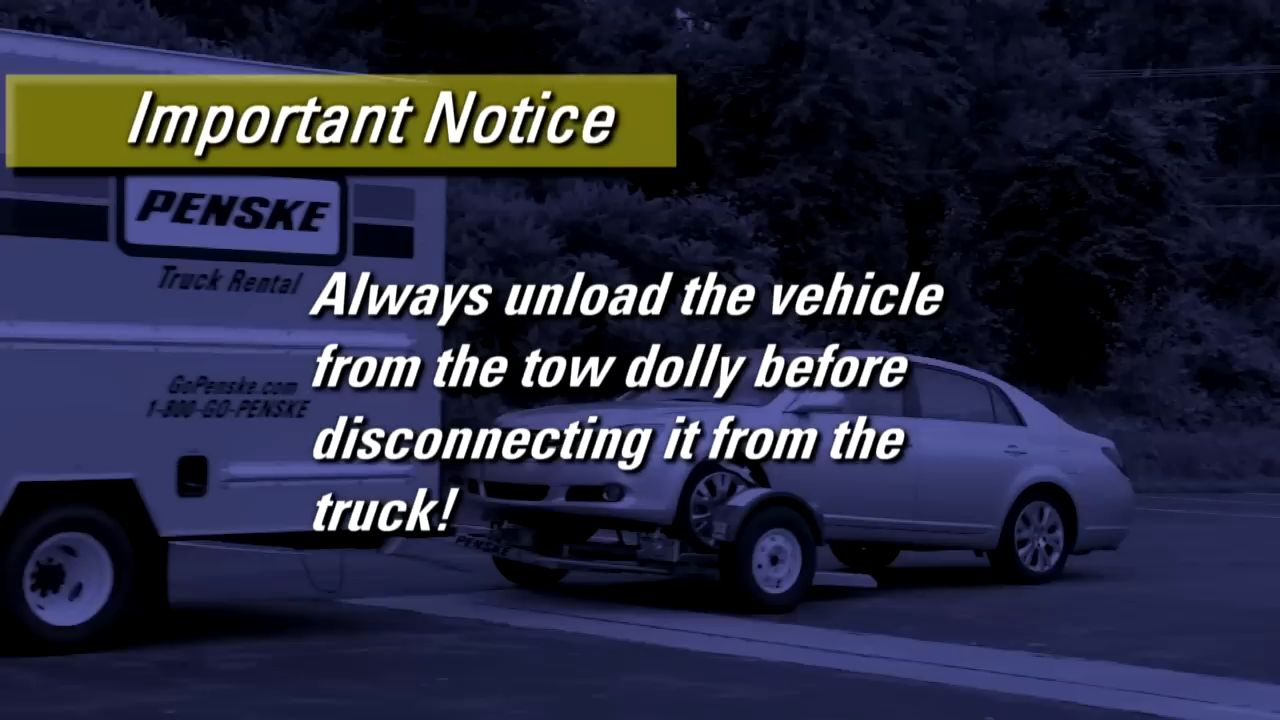 Important Notice
PENSKE
Truck Rental
Always unload the vehicle
from the tow dolly before
GoPenske.com
1-800-GO-PENSKE
disconnecting it from the
truck!
PENSKE